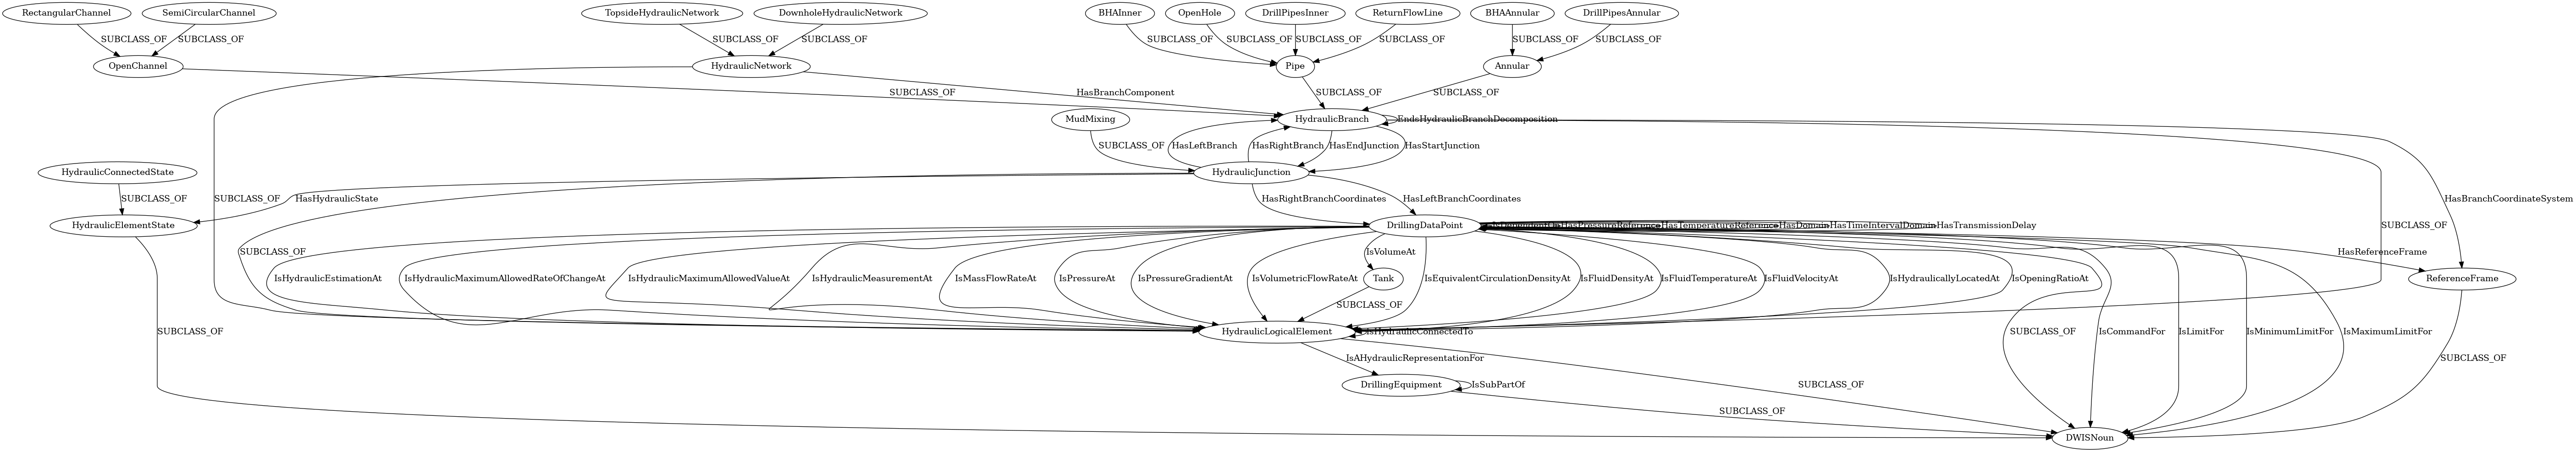 RectangularChannel SemiCircularChannel TopsideHydraulicNetwork DownholeHydraulicNetwork BHAInner OpenHole DrillPipesInner ReturnFlowLine BHAAnnular DrillPipesAnnular
SUBCLASS_OF SUBCLASS_OF SUBCLASS_OF SUBCLASS_OF SUBCLASS_OF SUBCLASS_OF SUBCLASS_OF SUBCLASS_OF SUBCLASS_OF SUBCLASS_OF
OpenChannel HydraulicNetwork Pipe Annular
SUBCLASS_OF HasBranchComponent SUBCLASS_OF SUBCLASS_OF
MudMixing HydraulicBranch EndsHydraulicBranchDecomposition
SUBCLASS_OF HasLeftBranch HasRightBranch HasEndJunction HasStartJunction
HydraulicConnectedState HydraulicJunction
SUBCLASS_OF SUBCLASS_OF HasHydraulicState HasRightBranchCoordinates HasLeftBranchCoordinates HasBranchCoordinateSystem
HydraulicElementState DrillingDataPoint HasPressureReference HasTemperatureReference HasDomain HasTimeIntervalDomain HasTransmissionDelay SUBCLASS_OF
SUBCLASS_OF IsVolumeAt HasReferenceFrame
IsHydraulicEstimationAt IsHydraulicMaximumAllowedRateOfChangeAt IsHydraulicMaximumAllowedValueAt IsHydraulicMeasurementAt IsMassFlowRateAt IsPressureAt IsPressureGradientAt IsVolumetricFlowRateAt Tank IsEquivalentCirculationDensityAt IsFluidDensityAt IsFluidTemperatureAt IsFluidVelocityAt IsHydraulicallyLocatedAt IsOpeningRatioAt ReferenceFrame
SUBCLASS_OF
SUBCLASS_OF HydraulicLogicalElement IsHydraulicConnectedTo SUBCLASS_OF IsCommandFor IsLimitFor IsMinimumLimitFor IsMaximumLimitFor
IsAHydraulicRepresentationFor SUBCLASS_OF
DrillingEquipment IsSubPartOf SUBCLASS_OF
SUBCLASS_OF
DWISNoun